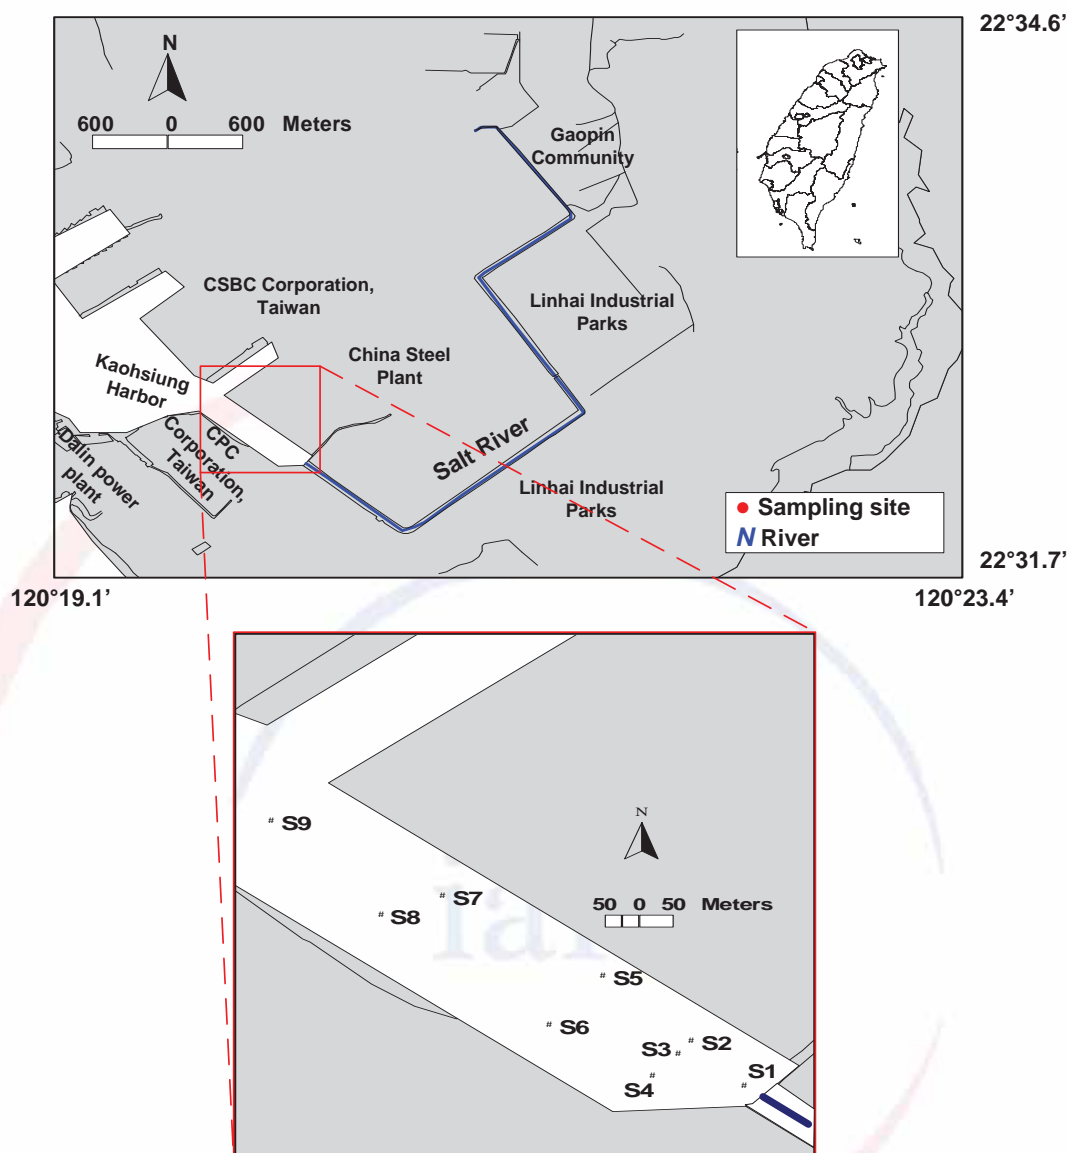 22°34.6'
N
600 0 600 Meters
Gaopin
Community
CSBC Corporation,
Taiwan
Linhai Industrial
Parks
China Steel
Plant
Kaohsiung
Harbor
CPC
Corporation,
Taiwan
Dalin power
plant
Salt River
Linhai Industrial
Parks
Sampling site
N River
22°31.7'
120°19.1'
120°23.4'
N
50 0 50 Meters
# S9
# S7
# S8
# S5
# S6
# S2
S3 #
S1
#
#
S4